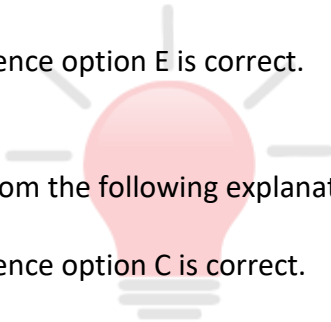 ence option E is correct.
om the following explanat
ence option C is correct.